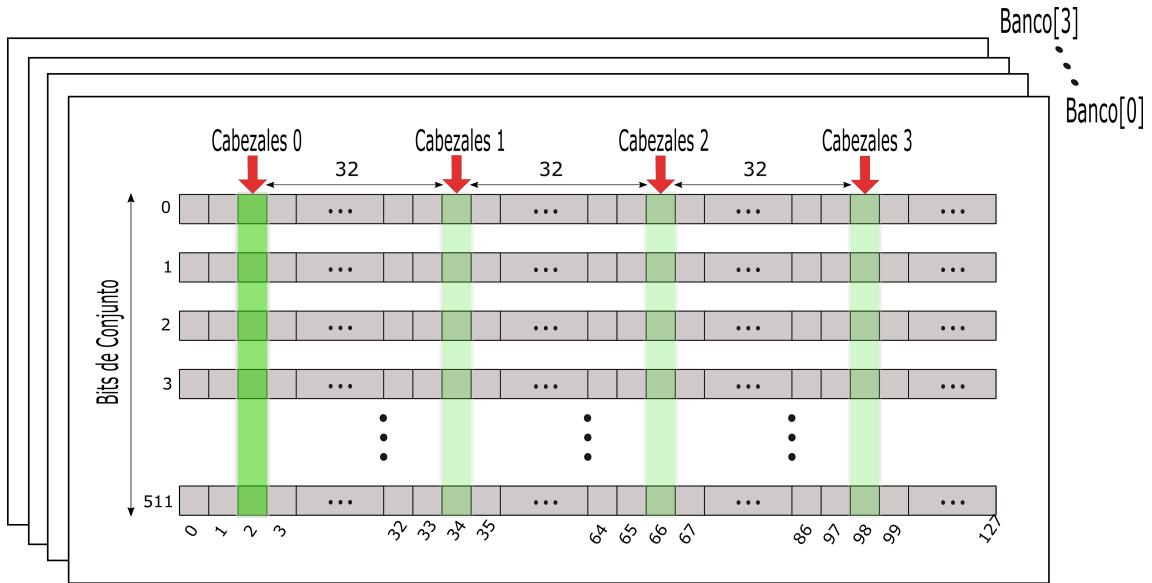 Banco[3]
Banco[0]
Cabezales 0 Cabezales 1 Cabezales 2 Cabezales 3
32 32 32
Bits de Conjunto
0
1
2
3
511
0 1 2 3 32 33 34 35 64 65 66 67 86 97 98 99 127